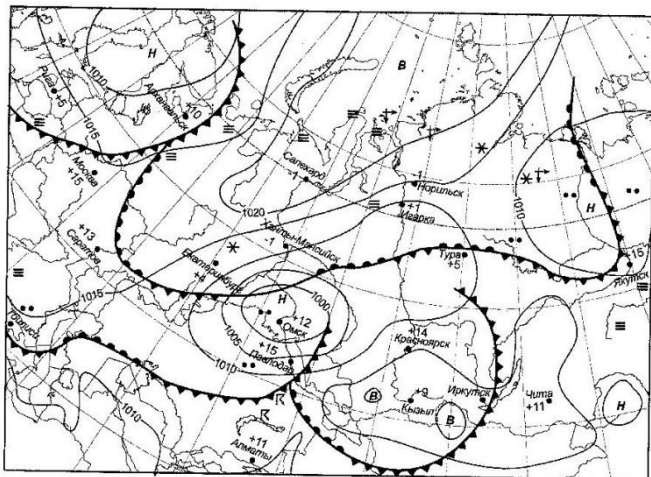 Н
В
1010
Рига
+5
Архангельск
+10
1015
Москва
+15
Салехард
-1
-1
Норильск
+1
Игарка
1010
Н
1020
Саратов
+13
Ханты-Мансийск
-1
Екатеринбург
+4
Тура
+5
+15
Якутск
1015
Н
1000
+12
Омск
Тбилиси
1005
+15
Павлодар
1010
+14
Красноярск
В
+9
Кызыл
В
Иркутск
Чита
+11
Н
1010
+11
Алматы